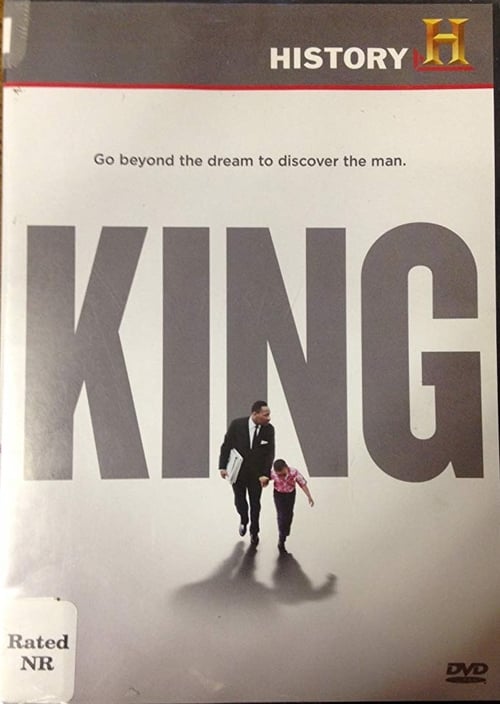 HISTORY H
Go beyond the dream to discover the man.
KING
Rated
NR
DVD